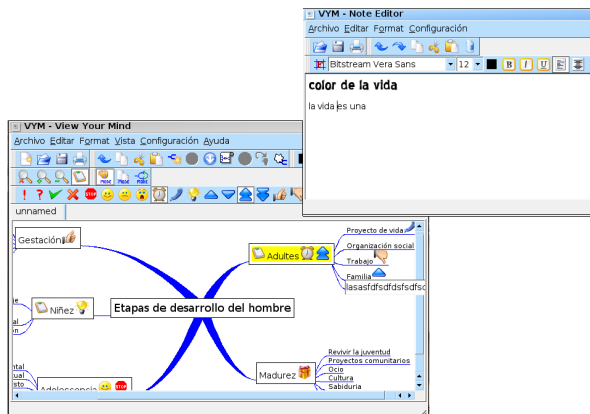 VYM - Note Editor
Archivo Editar Format Configuración
Bitstream Vera Sans 12 B I U
color de la vida
la vida es una
VYM - View Your Mind
Archivo Editar Format Vista Configuración Ayuda
unnamed
Gestación
Niñez
Adolescencia
Etapas de desarrollo del hombre
Adultes
Proyecto de vida
Organización social
Trabajo
Familia
lasasfdfsdfdsfsdfsc
Madurez
Revivir la juventud
Proyectos comunitarios
Ocio
Cultura
Sabiduria